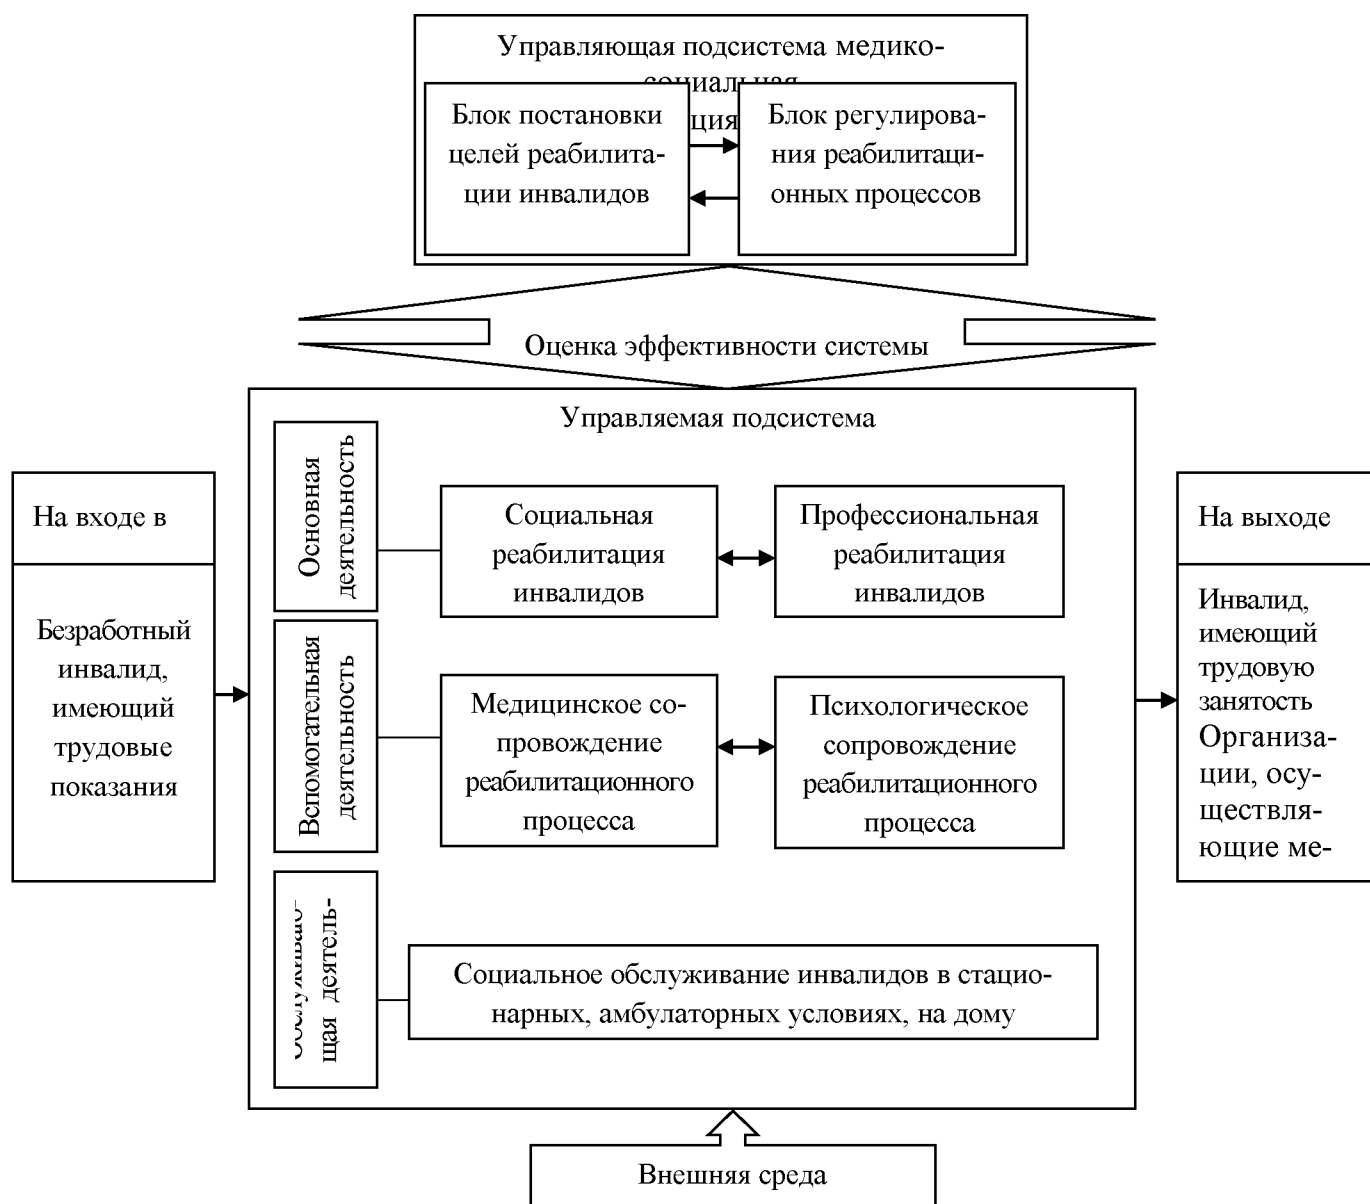 Управляющая подсистема медико-
социальная
ция
Блок постановки
целей реабилита-
ции инвалидов
Блок регулирова-
ния реабилитаци-
онных процессов
Оценка эффективности системы
Управляемая подсистема
На входе в
Безработный
инвалид,
имеющий
трудовые
показания
Основная
деятельность
Социальная
реабилитация
инвалидов
Профессиональная
реабилитация
инвалидов
Вспомогательная
деятельность
Медицинское со-
провождение
реабилитационного
процесса
Психологическое
сопровождение
реабилитационного
процесса
Обслуживаю-
щая деятель-
Социальное обслуживание инвалидов в стацио-
нарных, амбулаторных условиях, на дому
На выходе
Инвалид,
имеющий
трудовую
занятость
Организа-
ции, осу-
ществля-
ющие ме-
Внешняя среда